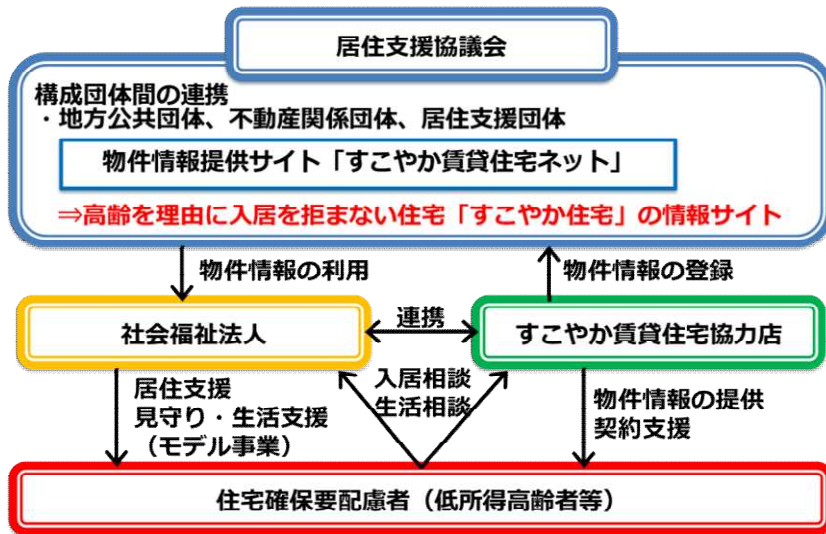 居住支援協議会
構成団体間の連携
・地方公共団体、不動産関係団体、居住支援団体
物件情報提供サイト「すこやか賃貸住宅ネット」
⇒高齢を理由に入居を拒まない住宅「すこやか住宅」の情報サイト
物件情報の利用
物件情報の登録
社会福祉法人
連携
すこやか賃貸住宅協力店
居住支援
見守り・生活支援
（モデル事業）
入居相談
生活相談
物件情報の提供
契約支援
住宅確保要配慮者（低所得高齢者等）